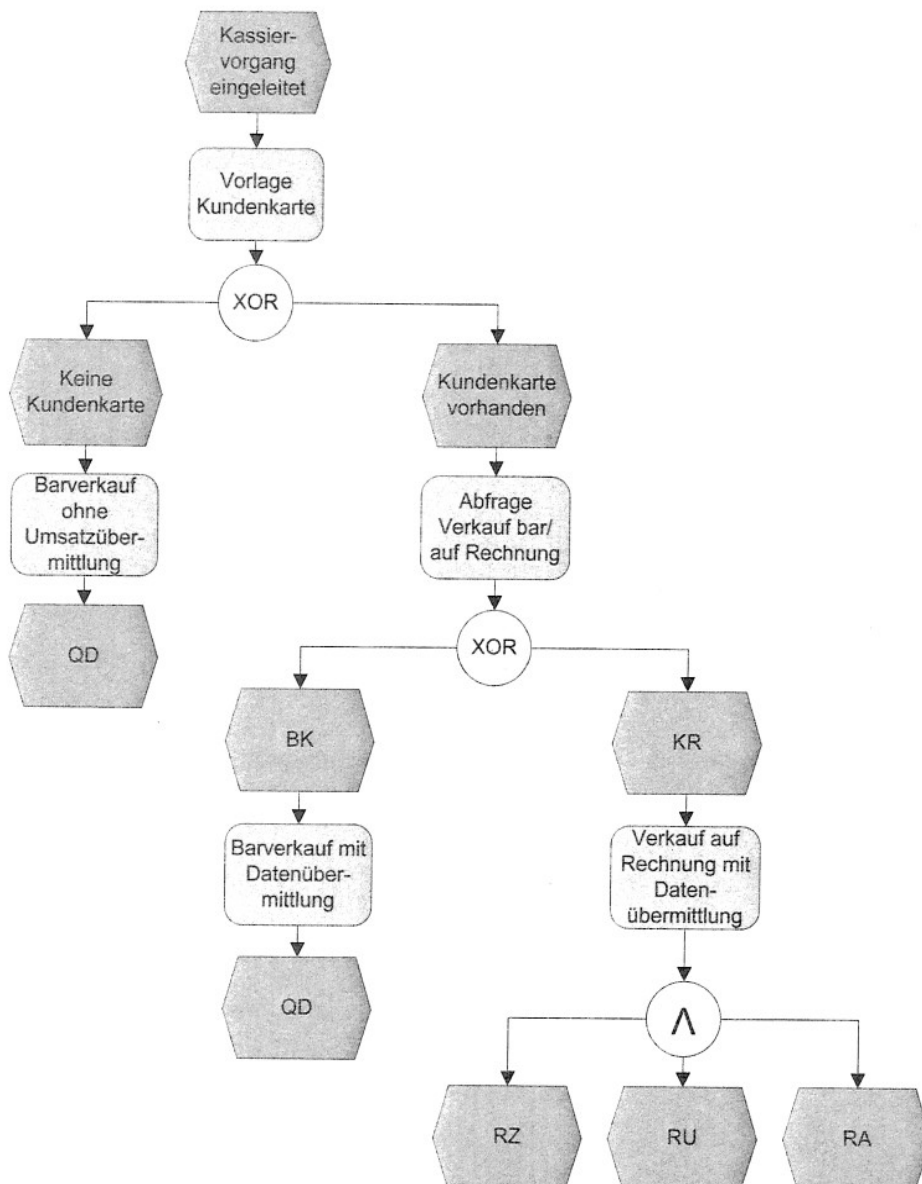 Kassier-
vorgang
eingeleitet
Vorlage
Kundenkarte
XOR
Keine
Kundenkarte
Kundenkarte
vorhanden
Barverkauf
ohne
Umsatzüber-
mittlung
Abfrage
Verkauf bar/
auf Rechnung
QD
XOR
BK
KR
Barverkauf mit
Datenüber-
mittlung
Verkauf auf
Rechnung mit
Daten-
übermittlung
QD
Λ
RZ
RU
RA